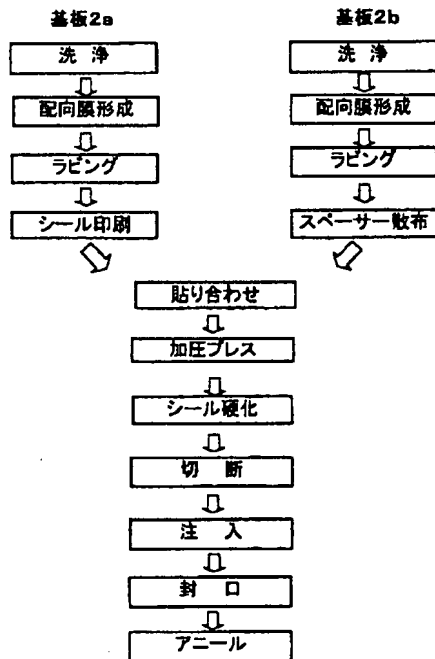 基板2a
洗 浄
配向膜形成
ラビング
シール印刷
基板2b
洗 浄
配向膜形成
ラビング
スペーサー散布
貼り合わせ
加圧プレス
シール硬化
切 断
注 入
封 口
アニール